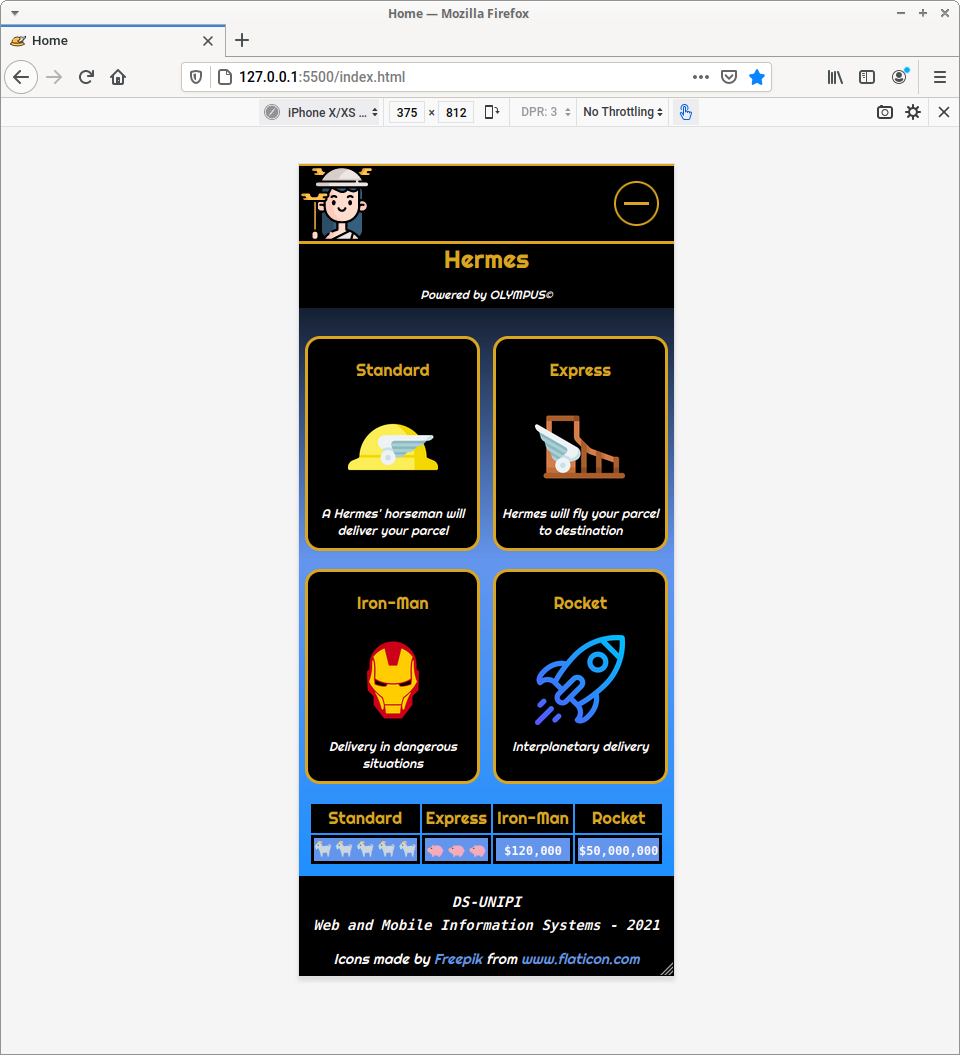 Home — Mozilla Firefox
Home
127.0.0.1:5500/index.html
iPhone X/XS ... 375 × 812 DPR: 3 No Throttling
Hermes
Powered by OLYMPUS©
Standard Express
A Hermes' horseman will
deliver your parcel
Hermes will fly your parcel
to destination
Iron-Man Rocket
Delivery in dangerous
situations
Interplanetary delivery
Standard Express Iron-Man Rocket
$120,000 $50,000,000
DS-UNIPI
Web and Mobile Information Systems - 2021
Icons made by Freepik from www.flaticon.com